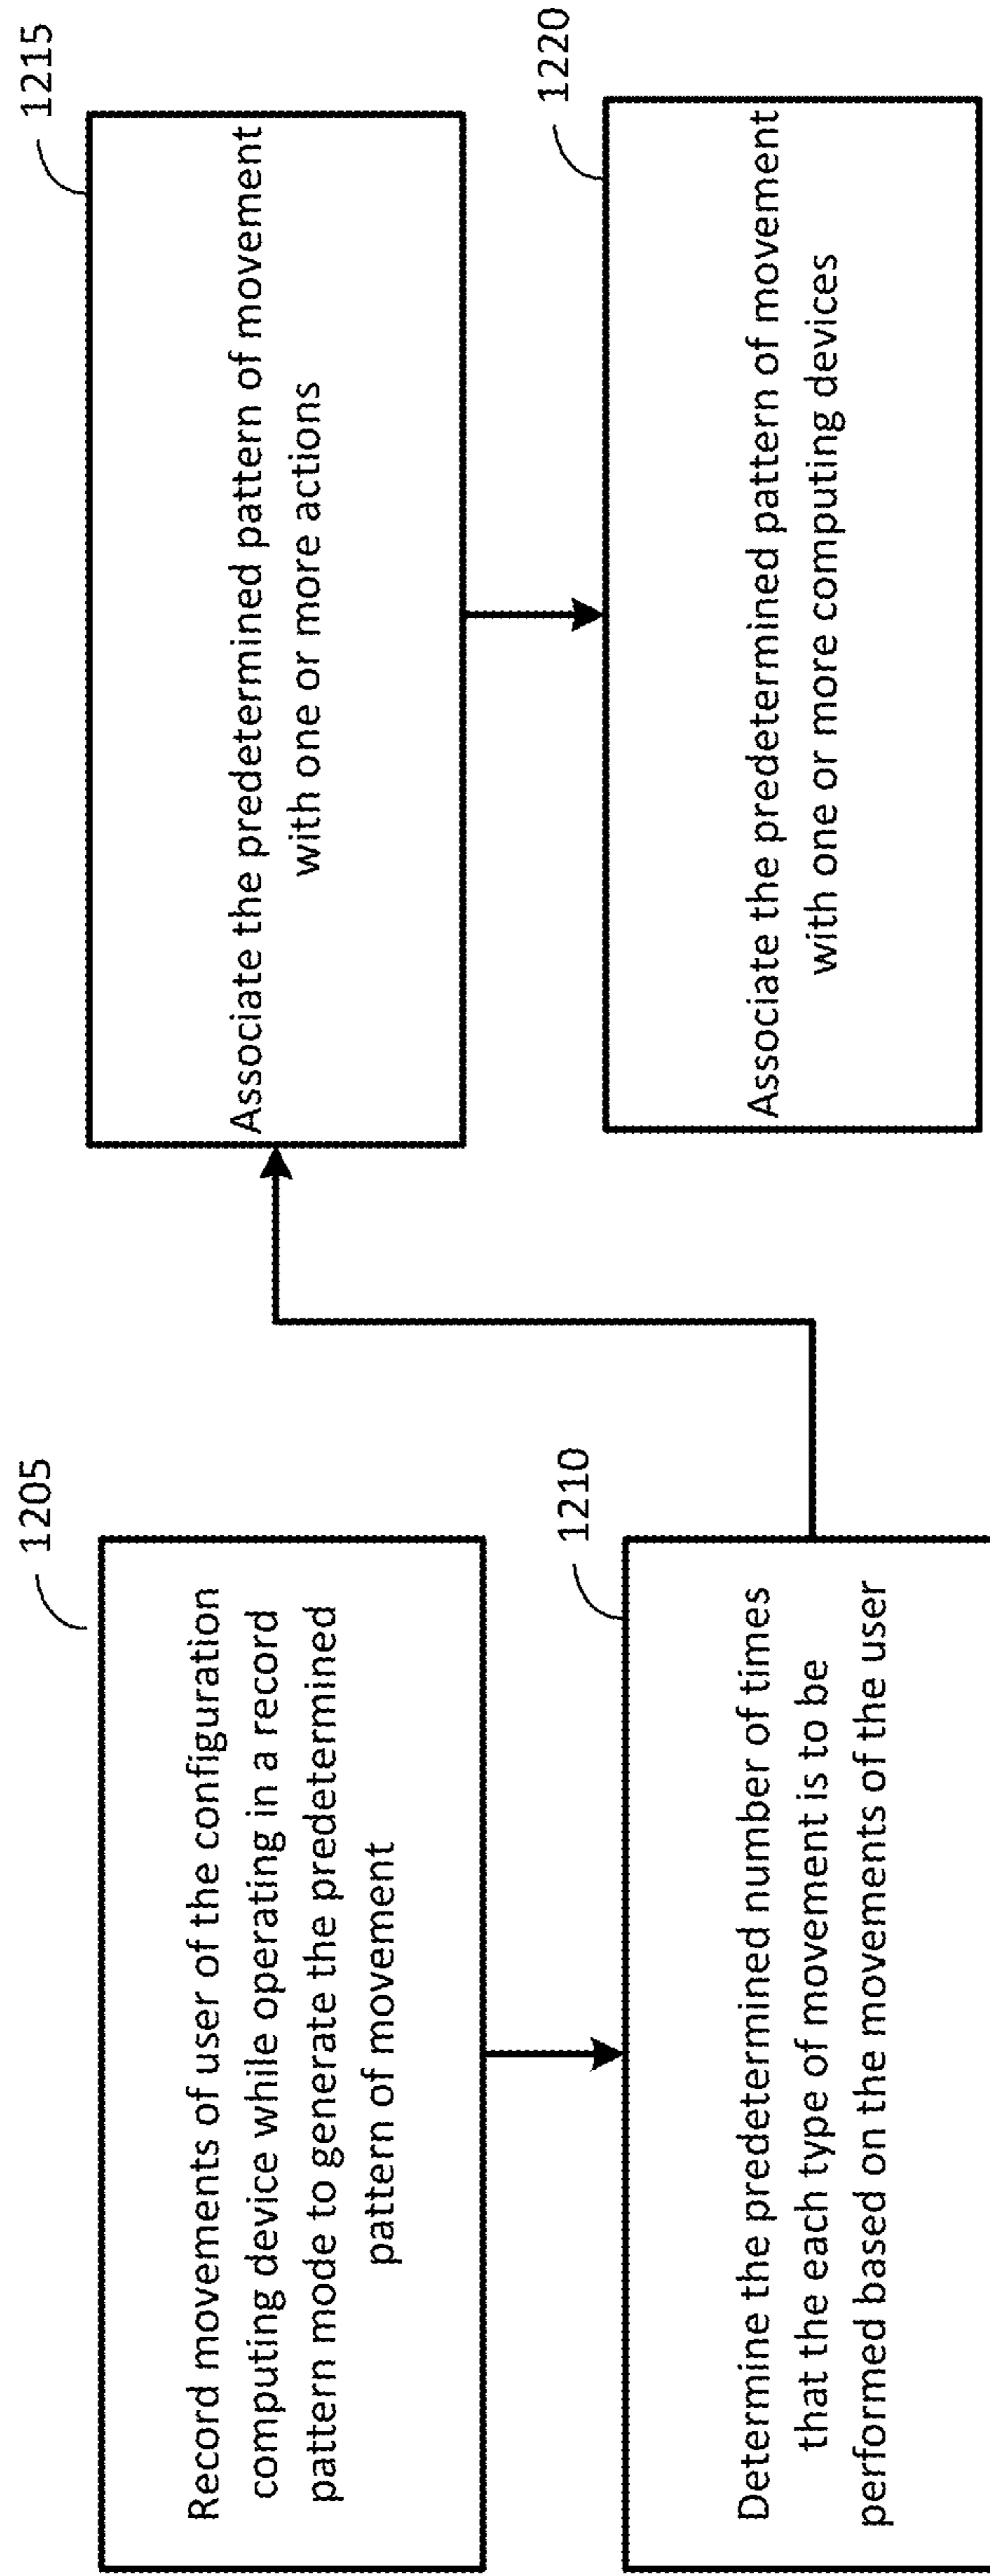 1205
Record movements of user of the configuration
computing device while operating in a record
pattern mode to generate the predetermined
pattern of movement
1210
Determine the predetermined number of times
that the each type of movement is to be
performed based on the movements of the user
1215
Associate the predetermined pattern of movement
with one or more actions
1220
Associate the predetermined pattern of movement
with one or more computing devices